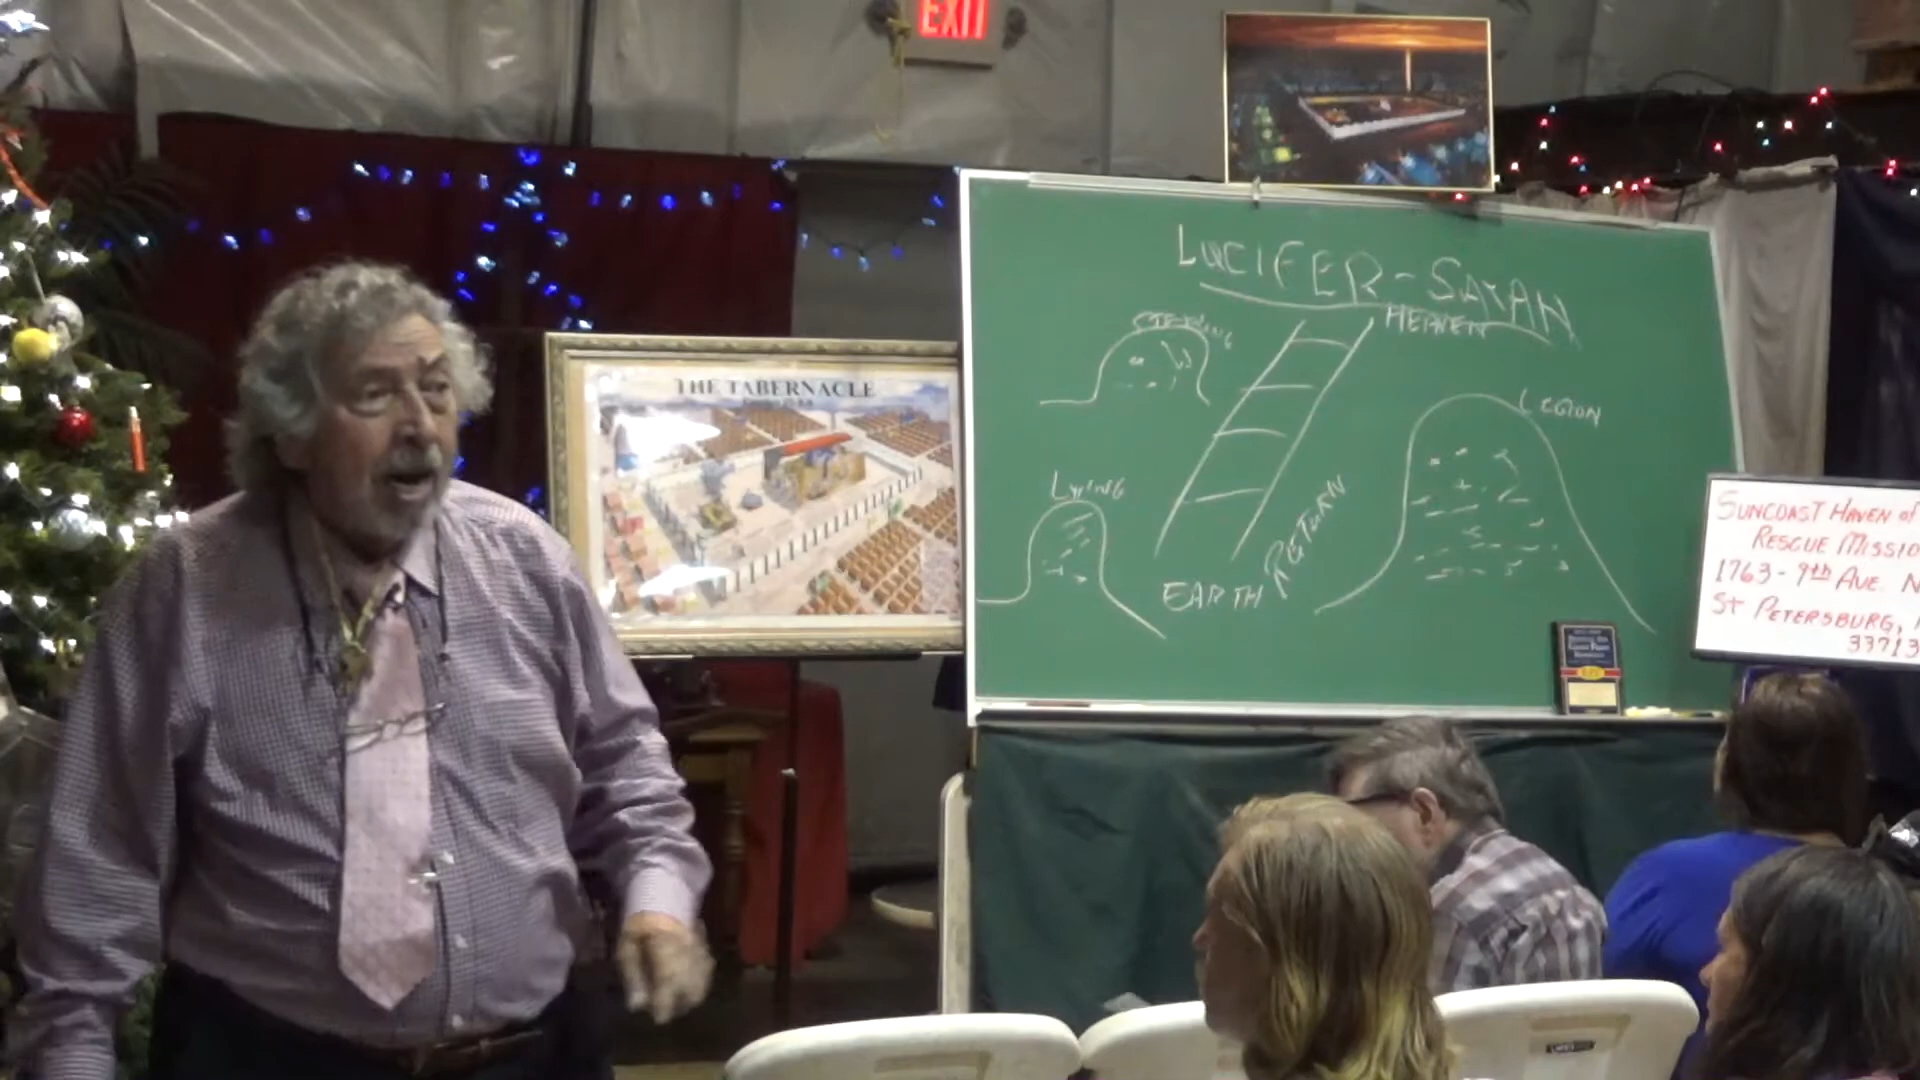 EXIT
THE TABERNACLE
LUCIFER-SATAN
HEAVEN
LEGION
LYING
RETURN
EARTH
SUNCOAST HAVEN of
RESCUE MISSIO
1763-9th AVE. N
ST PETERSBURG,
33713